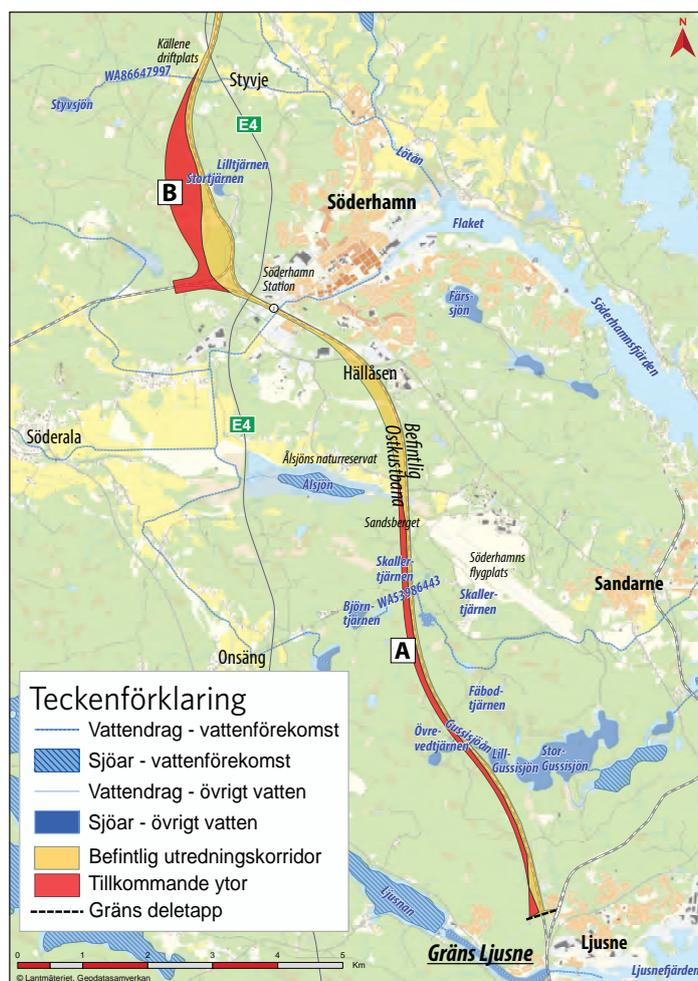 N
Källene
driftplats
Styvje
WA86647997
Styvsjön
E4
Lötån
Lilltjärnen
Stortjärnen
B
Söderhamn
Flaket
Söderhamn
Station
Färs-
sjön
Söderhamnsfjärden
Hällåsen
E4
Söderala
Befintlig
Ostkustbana
Ålsjöns naturreservat
Ålsjön
Sandsberget
Skaller-
tjärnen
Söderhamns
flygplats
Sandarne
WA53986443
Skaller-
tjärnen
Björn-
tjärnen
A
Onsäng
Fäbod-
tjärnen
Övre-
vedtjärnen
Gussisjöån
Lill-
Gussisjön
Stor-
Gussisjön
Teckenförklaring
Vattendrag - vattenförekomst
Sjöar - vattenförekomst
Vattendrag - övrigt vatten
Sjöar - övrigt vatten
Befintlig utredningskorridor
Tillkommande ytor
Gräns deletapp
Ljusnan
Gräns Ljusne
Ljusne
Ljusnefjärden
0 1 2 3 4 5
Km
© Lantmäteriet, Geodatasamverkan